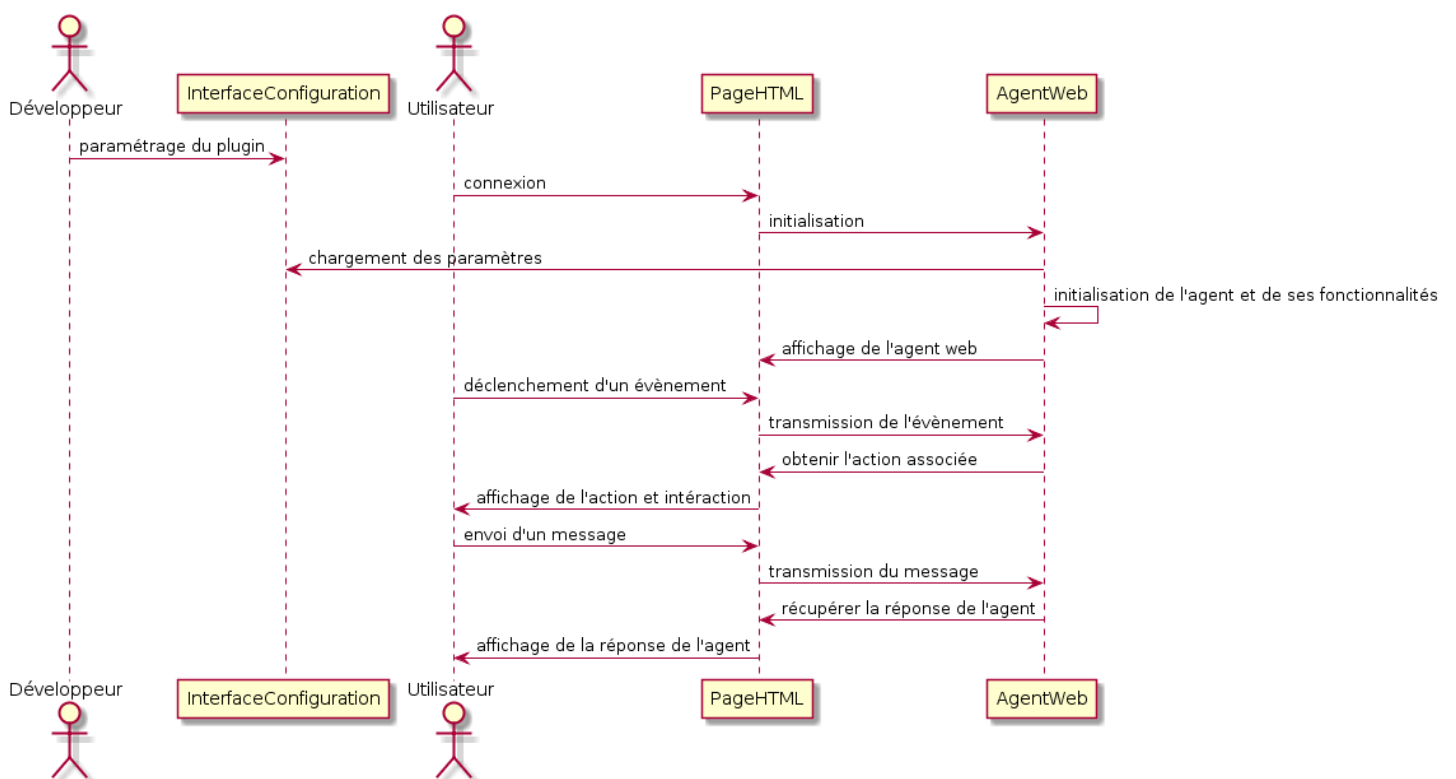 Développeur
InterfaceConfiguration
Utilisateur
PageHTML
AgentWeb
paramétrage du plugin
connexion
initialisation
chargement des paramètres
initialisation de l'agent et de ses fonctionnalités
affichage de l'agent web
déclenchement d'un évènement
transmission de l'évènement
obtenir l'action associée
affichage de l'action et intéraction
envoi d'un message
transmission du message
récupérer la réponse de l'agent
affichage de la réponse de l'agent
Développeur
InterfaceConfiguration
Utilisateur
PageHTML
AgentWeb